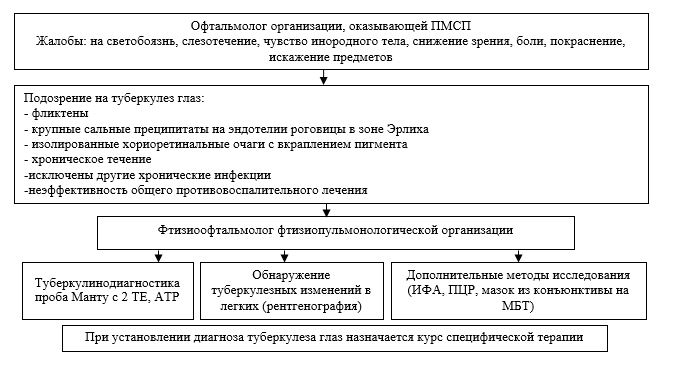 Офтальмолог организации, оказывающей ПМСП
Жалобы: на светобоязнь, слезотечение, чувство инородного тела, снижение зрения, боли, покраснение,
искажение предметов
Подозрение на туберкулез глаз:
- фликтены
- крупные сальные преципитаты на эндотелии роговицы в зоне Эрлиха
- изолированные хориоретинальные очаги с вкраплением пигмента
- хроническое течение
-исключены другие хронические инфекции
-неэффективность общего противовоспалительного лечения
Фтизиоофтальмолог фтизиопульмонологической организации
Туберкулинодиагностика
проба Манту с 2 ТЕ, АТР
Обнаружение
туберкулезных изменений в
легких (рентгенография)
Дополнительные методы исследования
(ИФА, ПЦР, мазок из конъюнктивы на
МБТ)
При установлении диагноза туберкулеза глаз назначается курс специфической терапии